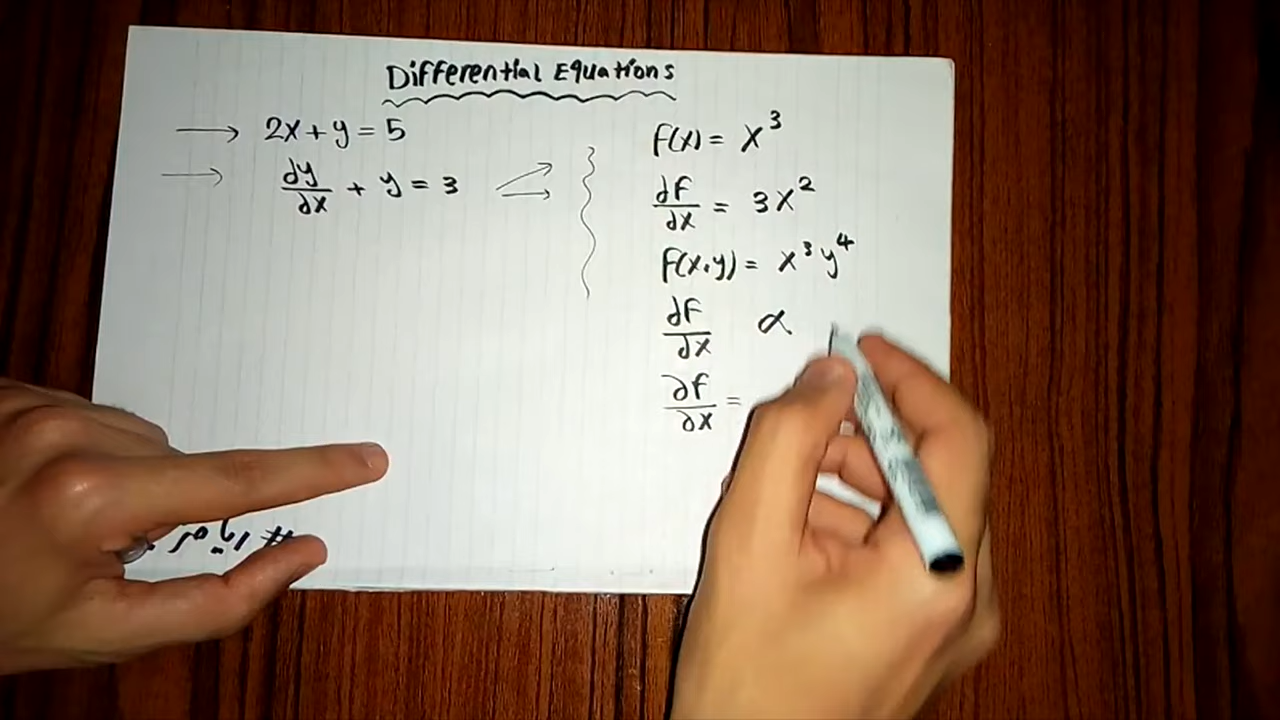 Differential Equations
→ 2x + y = 5
→ dy/dx + y = 3
F(x) = x³
dF/dx = 3x²
F(x,y) = x³y⁴
dF/dx α
∂F/∂x =
#